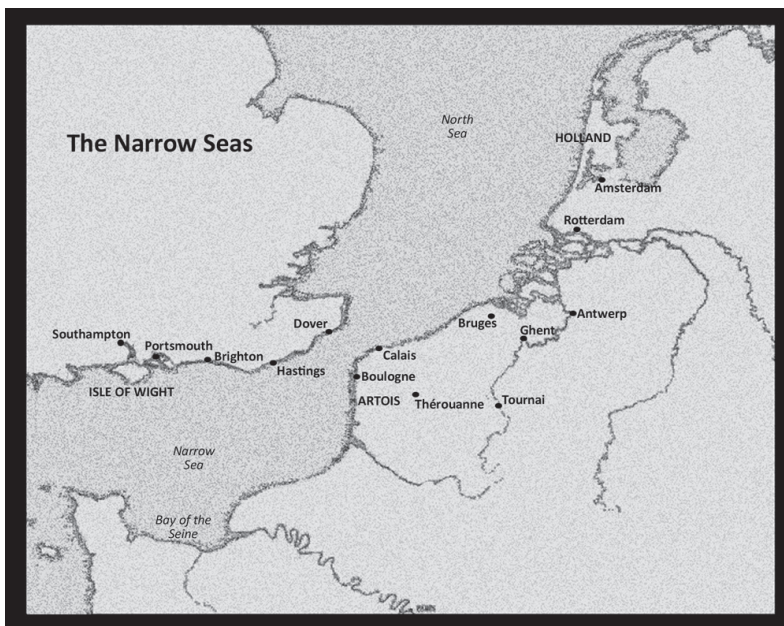 North
Sea
The Narrow Seas
HOLLAND
Amsterdam
Rotterdam
Dover
Southampton
Portsmouth
Brighton
Hastings
ISLE OF WIGHT
Bruges
Antwerp
Ghent
Calais
Boulogne
ARTOIS
Thérouanne
Tournai
Narrow
Sea
Bay of the
Seine